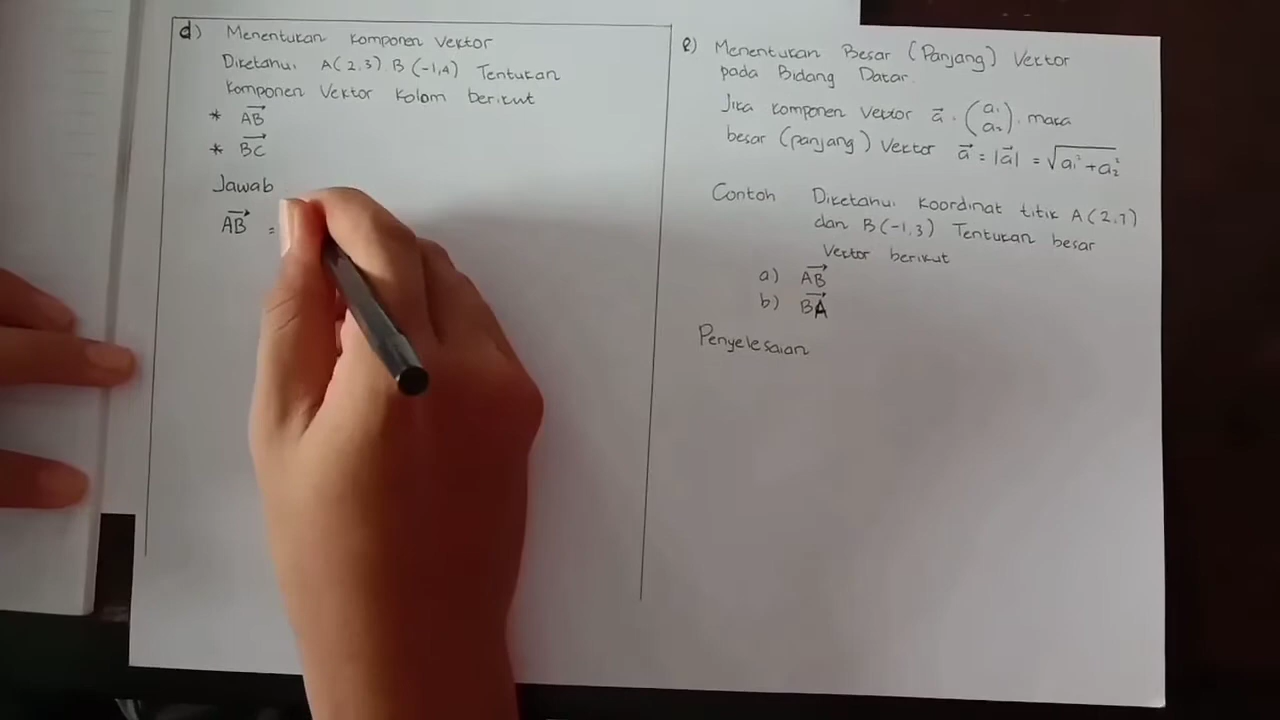 d) Menentukan Komponen Vektor
Diketahui A(2,3) B(-1,4) Tentukan
Komponen Vektor Kolom berikut
* AB→
* BC→
Jawab
AB→ =
e) Menentukan Besar (Panjang) Vector
pada Bidang Datar.
Jika komponen vektor a→ = (a₁ a₂), maka
besar (panjang) Vektor a→ = |a→| = √a₁² + a₂²
Contoh Diketahui Koordinat titik A(2,7)
dan B(-1,3) Tentukan besar
Vektor berikut
a) AB→
b) BA→
Penyelesaian